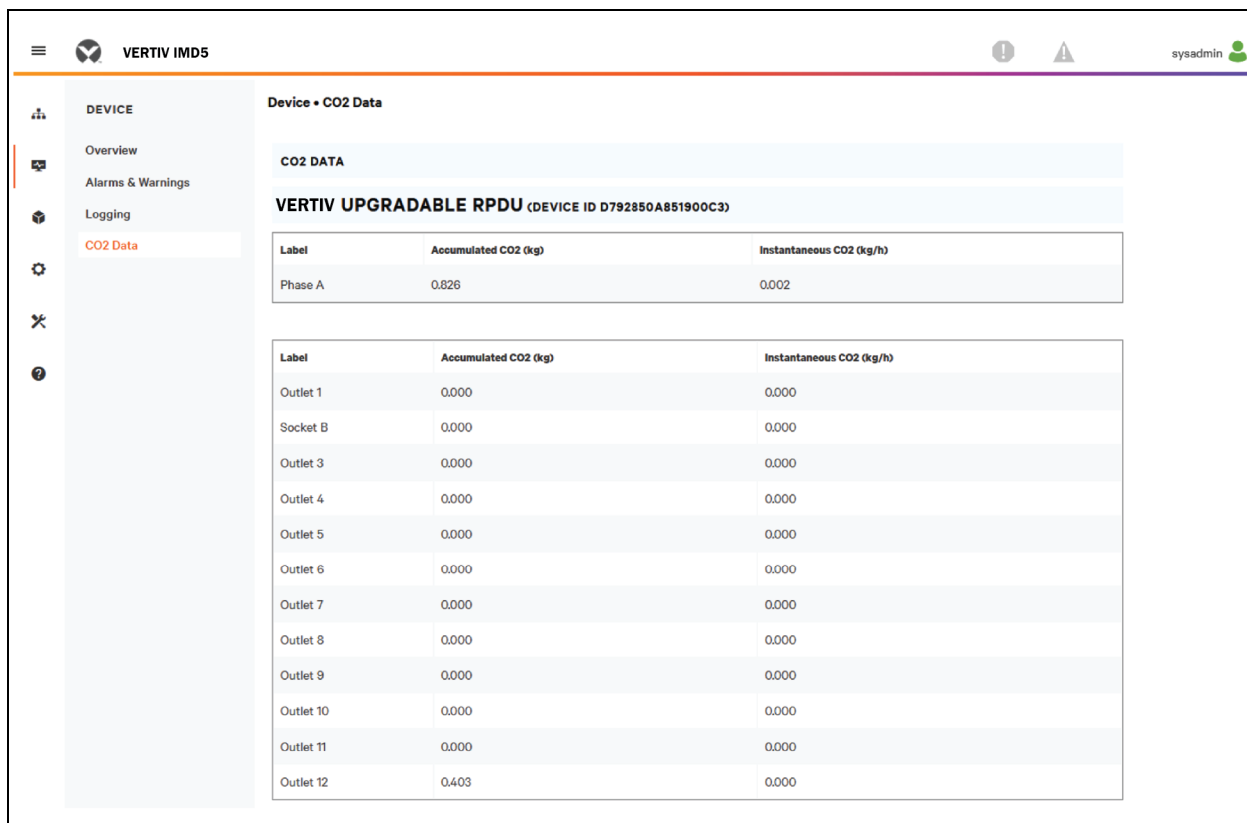 VERTIV IMD5
sysadmin
DEVICE
Overview
Alarms & Warnings
Logging
CO2 Data
Device • CO2 Data
CO2 DATA
VERTIV UPGRADABLE RPDU (DEVICE ID D792850A851900C3)
Label Accumulated CO2 (kg) Instantaneous CO2 (kg/h)
Phase A 0.826 0.002
Label Accumulated CO2 (kg) Instantaneous CO2 (kg/h)
Outlet 1 0.000 0.000
Socket B 0.000 0.000
Outlet 3 0.000 0.000
Outlet 4 0.000 0.000
Outlet 5 0.000 0.000
Outlet 6 0.000 0.000
Outlet 7 0.000 0.000
Outlet 8 0.000 0.000
Outlet 9 0.000 0.000
Outlet 10 0.000 0.000
Outlet 11 0.000 0.000
Outlet 12 0.403 0.000